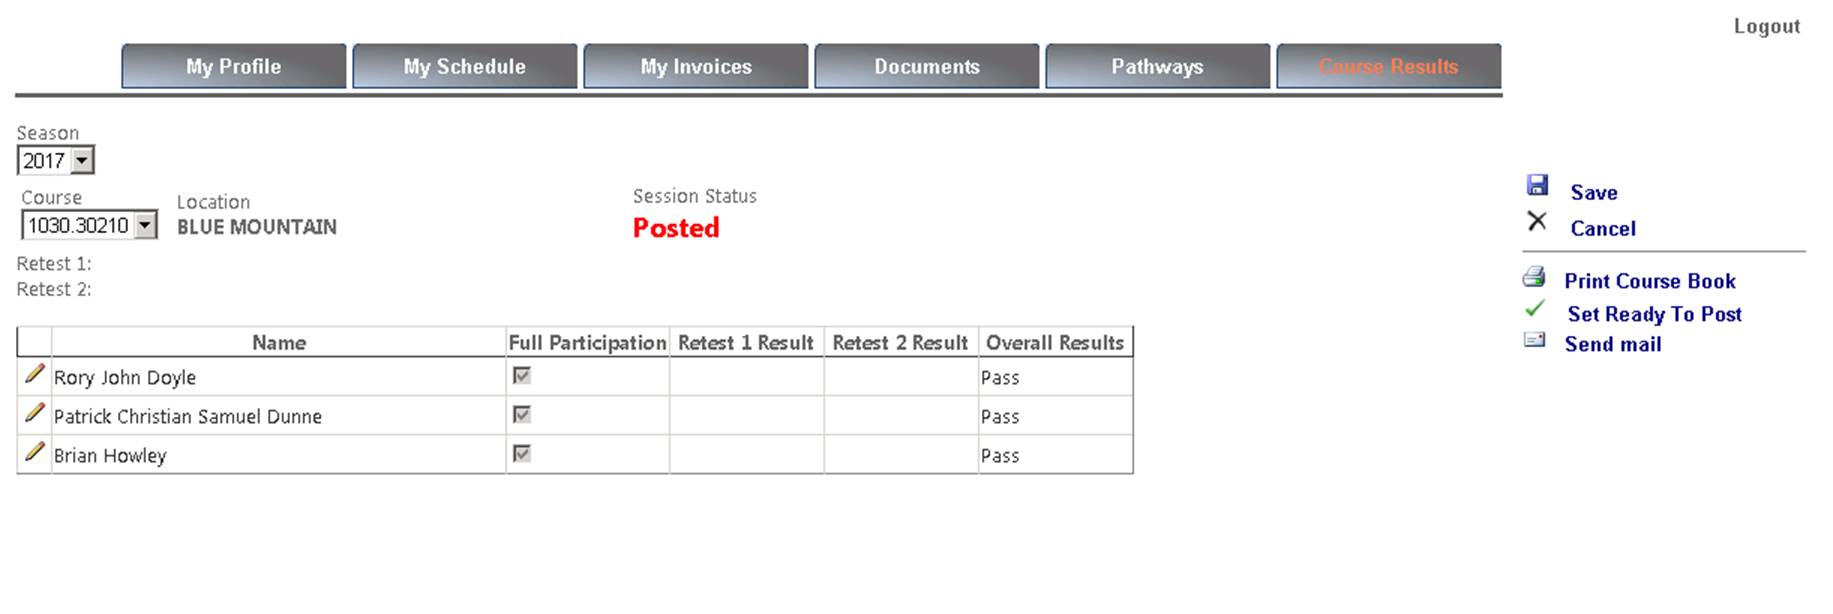 Logout
My Profile My Schedule My Invoices Documents Pathways Course Results
Season
2017
Course
Location
Session Status
1030.30210
BLUE MOUNTAIN
Posted
Retest 1:
Retest 2:
Save
Cancel
Print Course Book
Set Ready To Post
Send mail
Name Full Participation Retest 1 Result Retest 2 Result Overall Results
Rory John Doyle Pass
Patrick Christian Samuel Dunne Pass
Brian Howley Pass